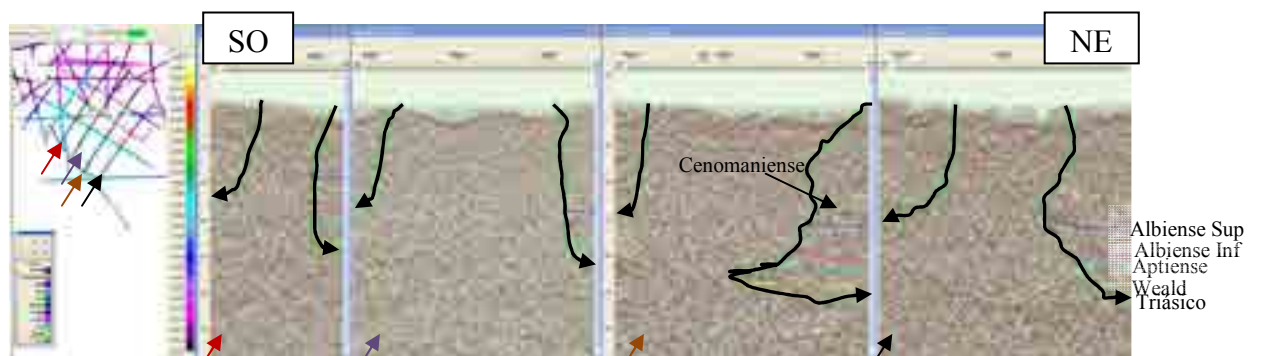 SO
NE
Cenomaniense
Albiense Sup
Albiense Inf
Aptiense
Weald
Triásico